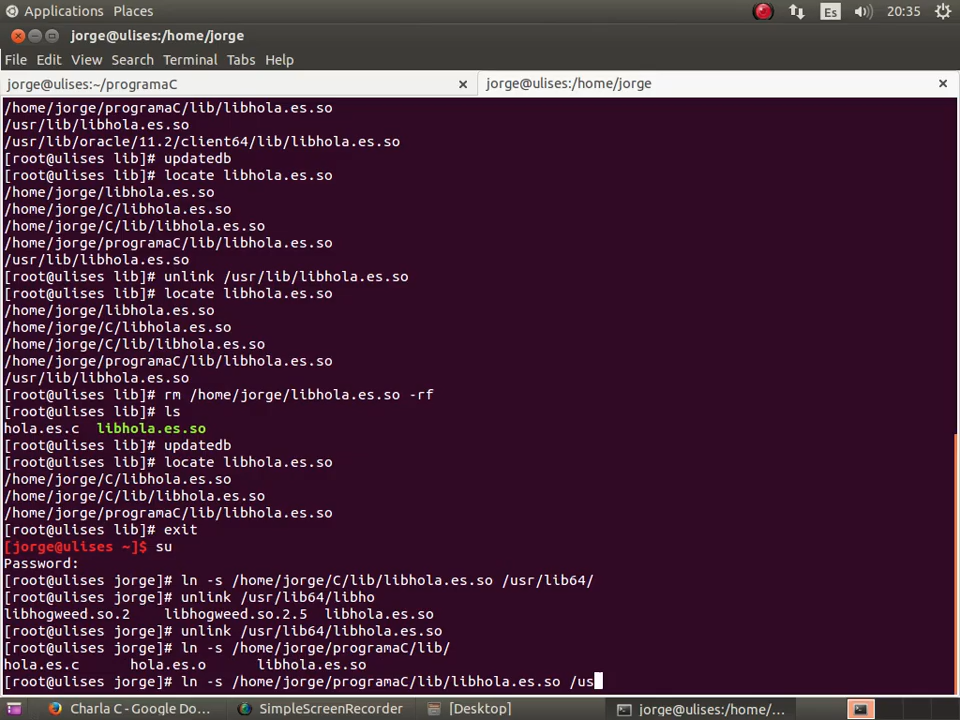 Applications Places Es 20:35
jorge@ulises:/home/jorge
File Edit View Search Terminal Tabs Help
jorge@ulises:~/programaC jorge@ulises:/home/jorge
/home/jorge/programaC/lib/libhola.es.so
/usr/lib/libhola.es.so
/usr/lib/oracle/11.2/client64/lib/libhola.es.so
[root@ulises lib]# updatedb
[root@ulises lib]# locate libhola.es.so
/home/jorge/libhola.es.so
/home/jorge/C/libhola.es.so
/home/jorge/C/lib/libhola.es.so
/home/jorge/programaC/lib/libhola.es.so
/usr/lib/libhola.es.so
[root@ulises lib]# unlink /usr/lib/libhola.es.so
[root@ulises lib]# locate libhola.es.so
/home/jorge/libhola.es.so
/home/jorge/C/libhola.es.so
/home/jorge/C/lib/libhola.es.so
/home/jorge/programaC/lib/libhola.es.so
/usr/lib/libhola.es.so
[root@ulises lib]# rm /home/jorge/libhola.es.so -rf
[root@ulises lib]# ls
hola.es.c libhola.es.so
[root@ulises lib]# updatedb
[root@ulises lib]# locate libhola.es.so
/home/jorge/C/libhola.es.so
/home/jorge/C/lib/libhola.es.so
/home/jorge/programaC/lib/libhola.es.so
[root@ulises lib]# exit
[jorge@ulises ~]$ su
Password:
[root@ulises jorge]# ln -s /home/jorge/C/lib/libhola.es.so /usr/lib64/
[root@ulises jorge]# unlink /usr/lib64/libho
libhogweed.so.2 libhogweed.so.2.5 libhola.es.so
[root@ulises jorge]# unlink /usr/lib64/libhola.es.so
[root@ulises jorge]# ln -s /home/jorge/programaC/lib/
hola.es.c hola.es.o libhola.es.so
[root@ulises jorge]# ln -s /home/jorge/programaC/lib/libhola.es.so /us
Charla C - Google Do... SimpleScreenRecorder [Desktop] jorge@ulises:/home/...